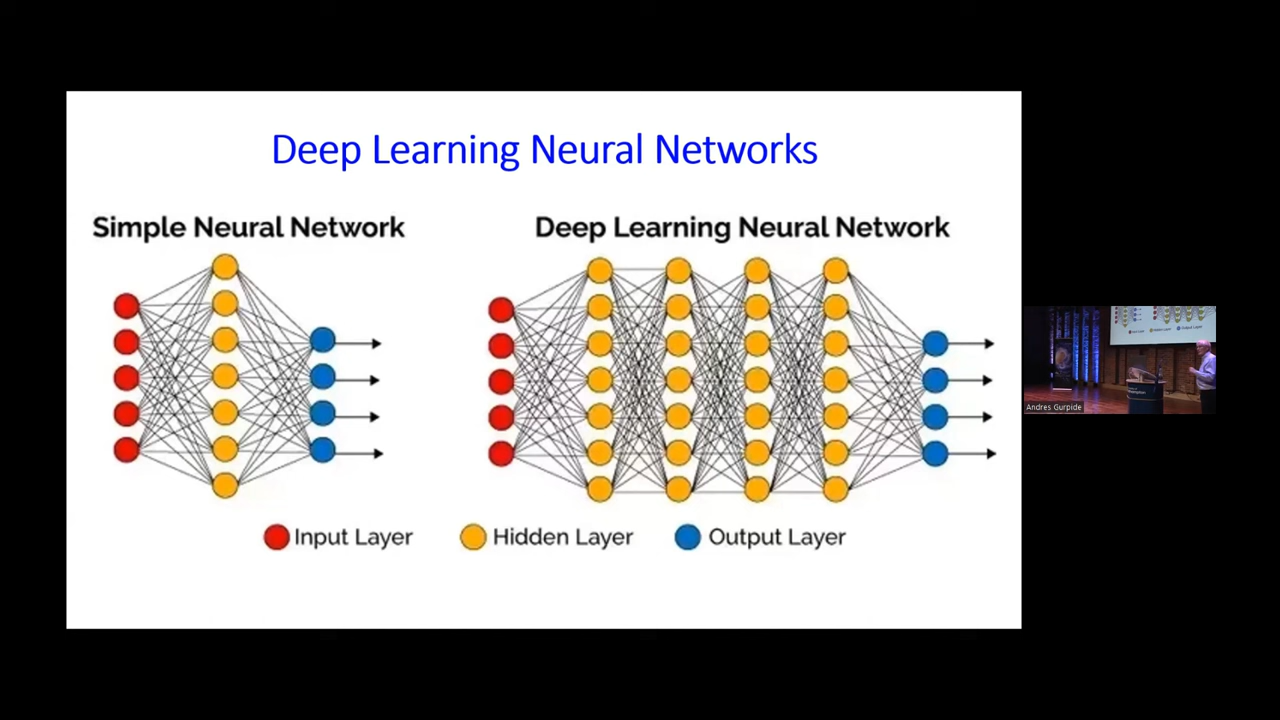 Deep Learning Neural Networks
Simple Neural Network
Deep Learning Neural Network
Input Layer
Hidden Layer
Output Layer
Andres Gurpide